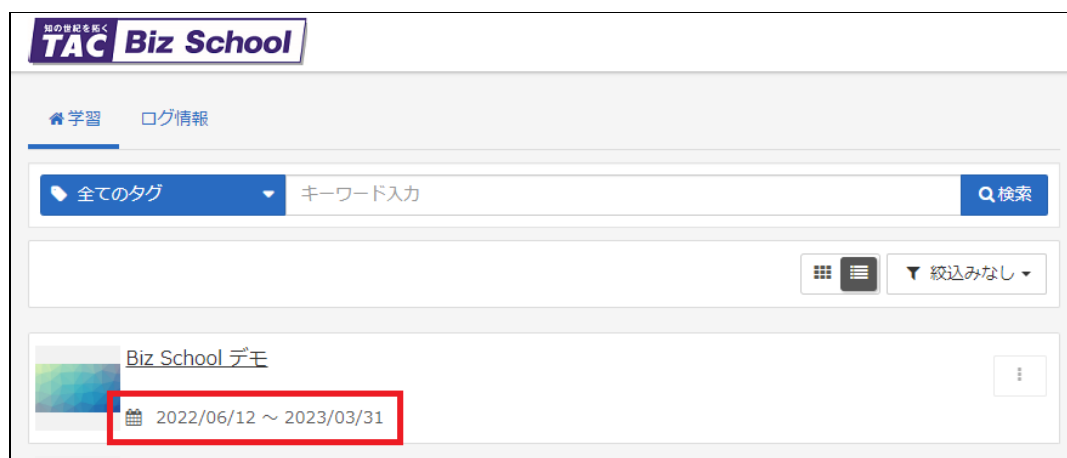 知の世紀を拓く
TAC Biz School
学習 ログ情報
全てのタグ キーワード入力 検索
絞込みなし
Biz School デモ
2022/06/12 ～ 2023/03/31